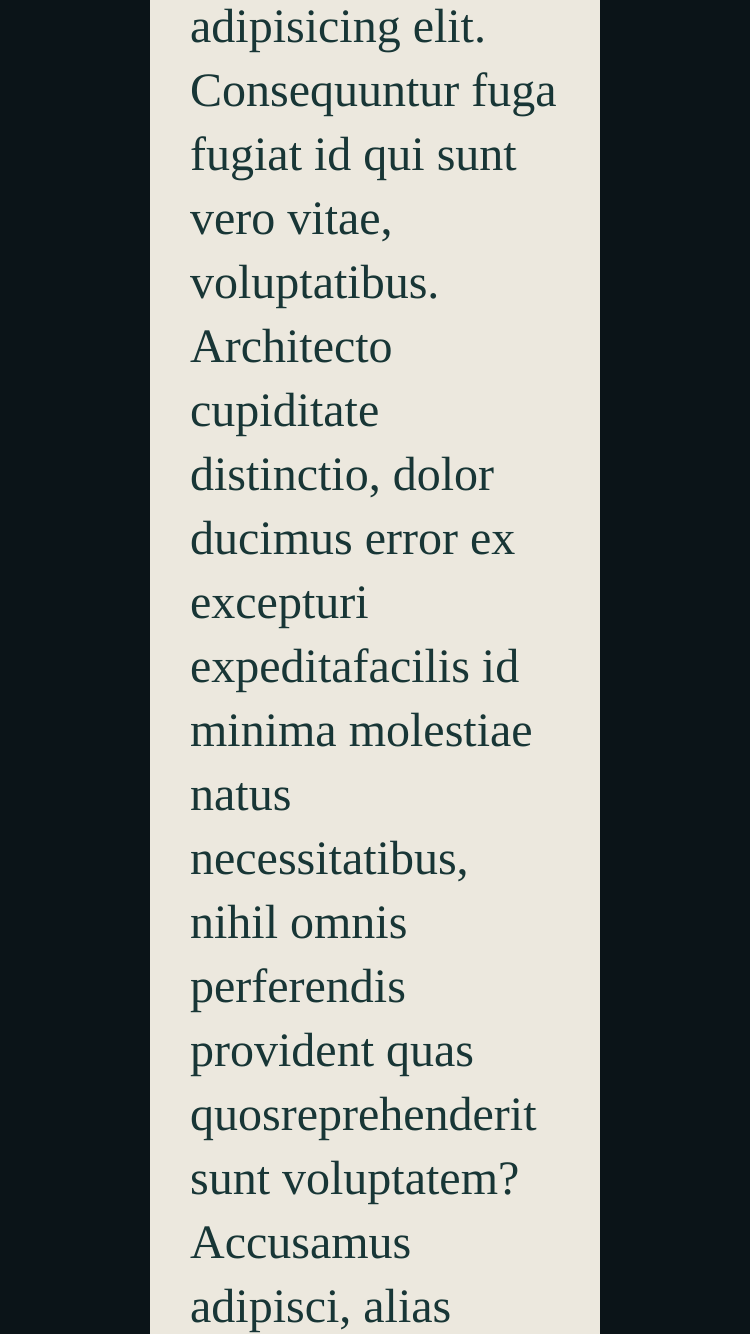 adipisicing elit.
Consequuntur fuga
fugiat id qui sunt
vero vitae,
voluptatibus.
Architecto
cupiditate
distinctio, dolor
ducimus error ex
excepturi
expeditafacilis id
minima molestiae
natus
necessitatibus,
nihil omnis
perferendis
provident quas
quosreprehenderit
sunt voluptatem?
Accusamus
adipisci, alias